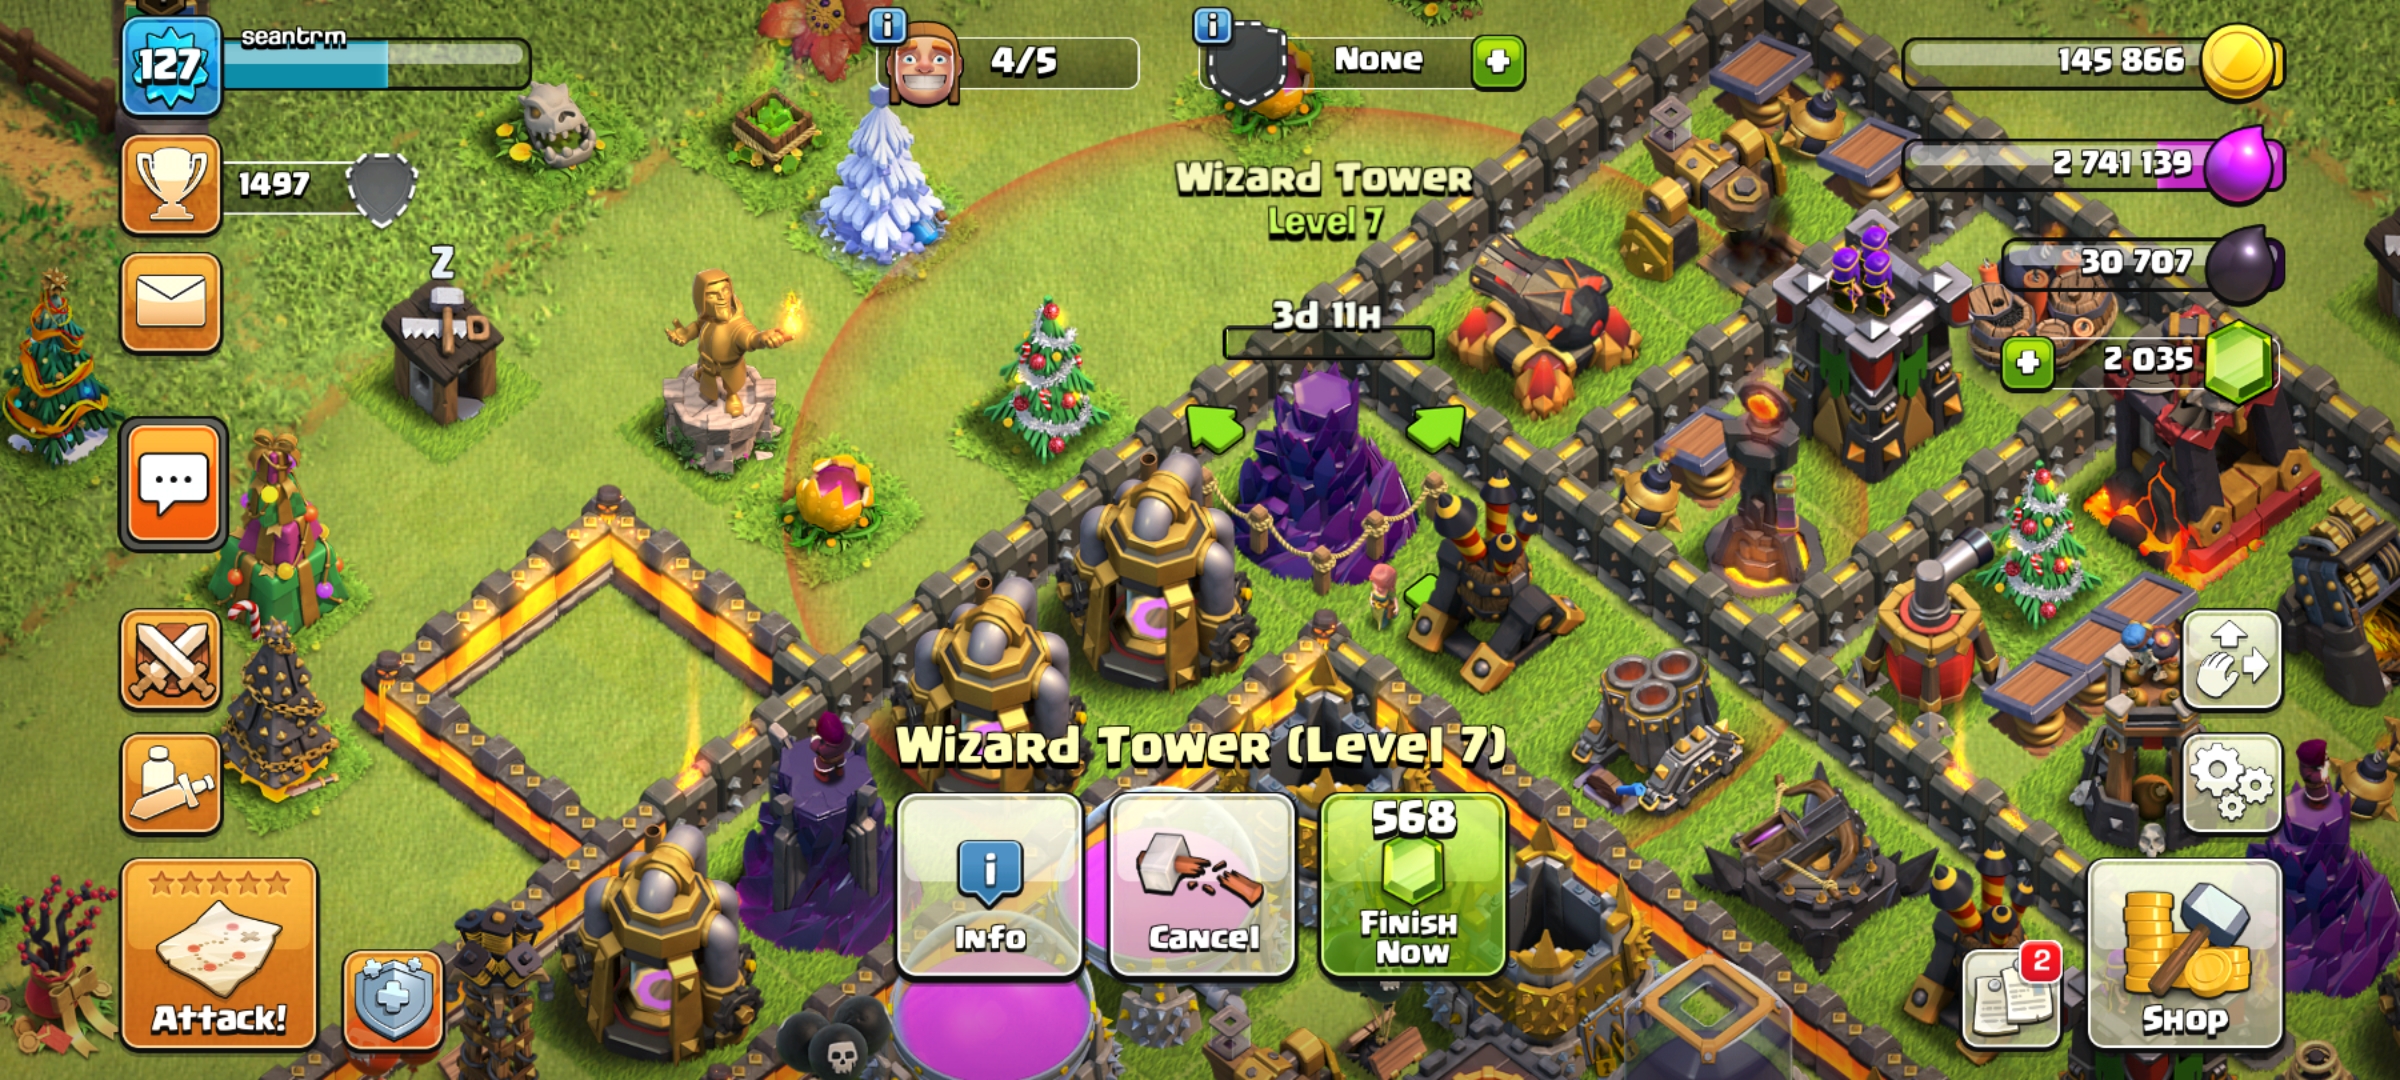 127
seantrm
4/5
None
145 866
1497
2 741 139
Wizard Tower
Level 7
Z
30 707
3d 11H
2 035
Wizard Tower (Level 7)
568
Info
Cancel
Finish
Now
2
Attack!
Shop